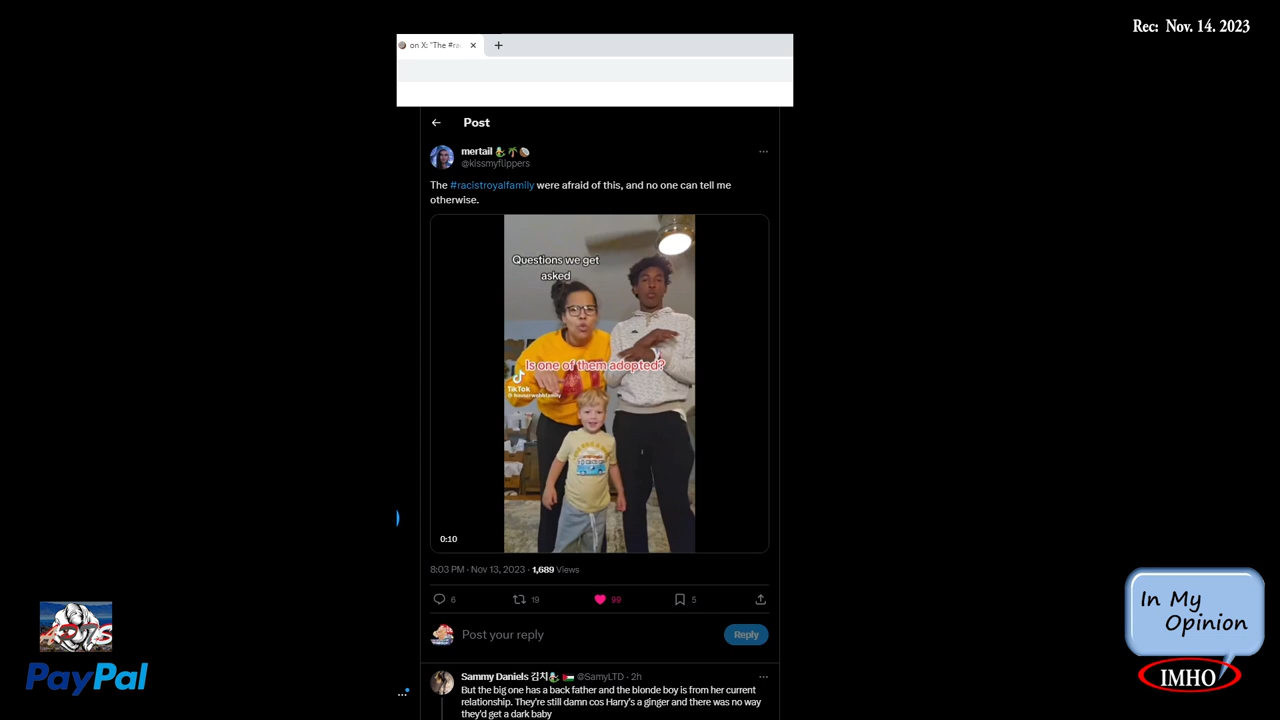 Rec: Nov. 14. 2023
on X: "The #ra
Post
mertail
@kissmyflippers
The #racistroyalfamily were afraid of this, and no one can tell me
otherwise.
Questions we get
asked
Is one of them adopted?
TikTok
0:10
8:03 PM · Nov 13, 2023 · 1,689 Views
6 19 99 5
Post your reply
Reply
Sammy Daniels 김치 @SamyLTD · 2h
But the big one has a back father and the blonde boy is from her current
relationship. They're still damn cos Harry's a ginger and there was no way
they'd get a dark baby
PayPal
In My
Opinion
IMHO